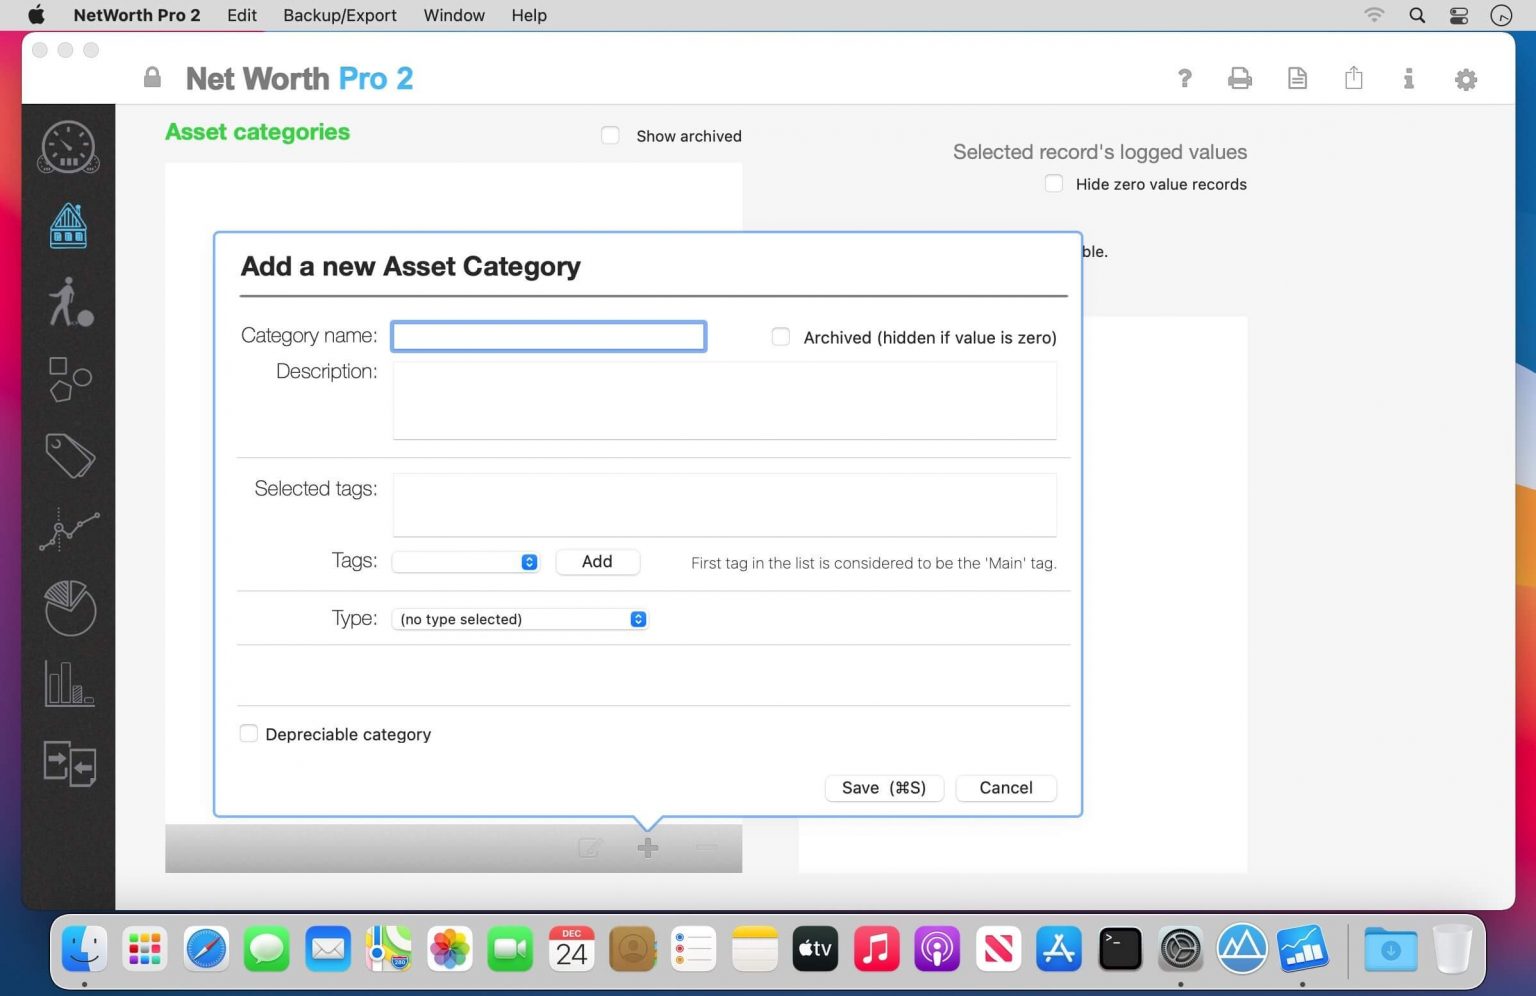 NetWorth Pro 2 Edit Backup/Export Window Help
Net Worth Pro 2
?
Asset categories
Show archived
Selected record's logged values
Hide zero value records
ble.
Add a new Asset Category
Category name:
Archived (hidden if value is zero)
Description:
Selected tags:
Tags:
Add
First tag in the list is considered to be the 'Main' tag.
Type:
(no type selected)
Depreciable category
Save (⌘S)
Cancel
DEC
24
280
tv
>_